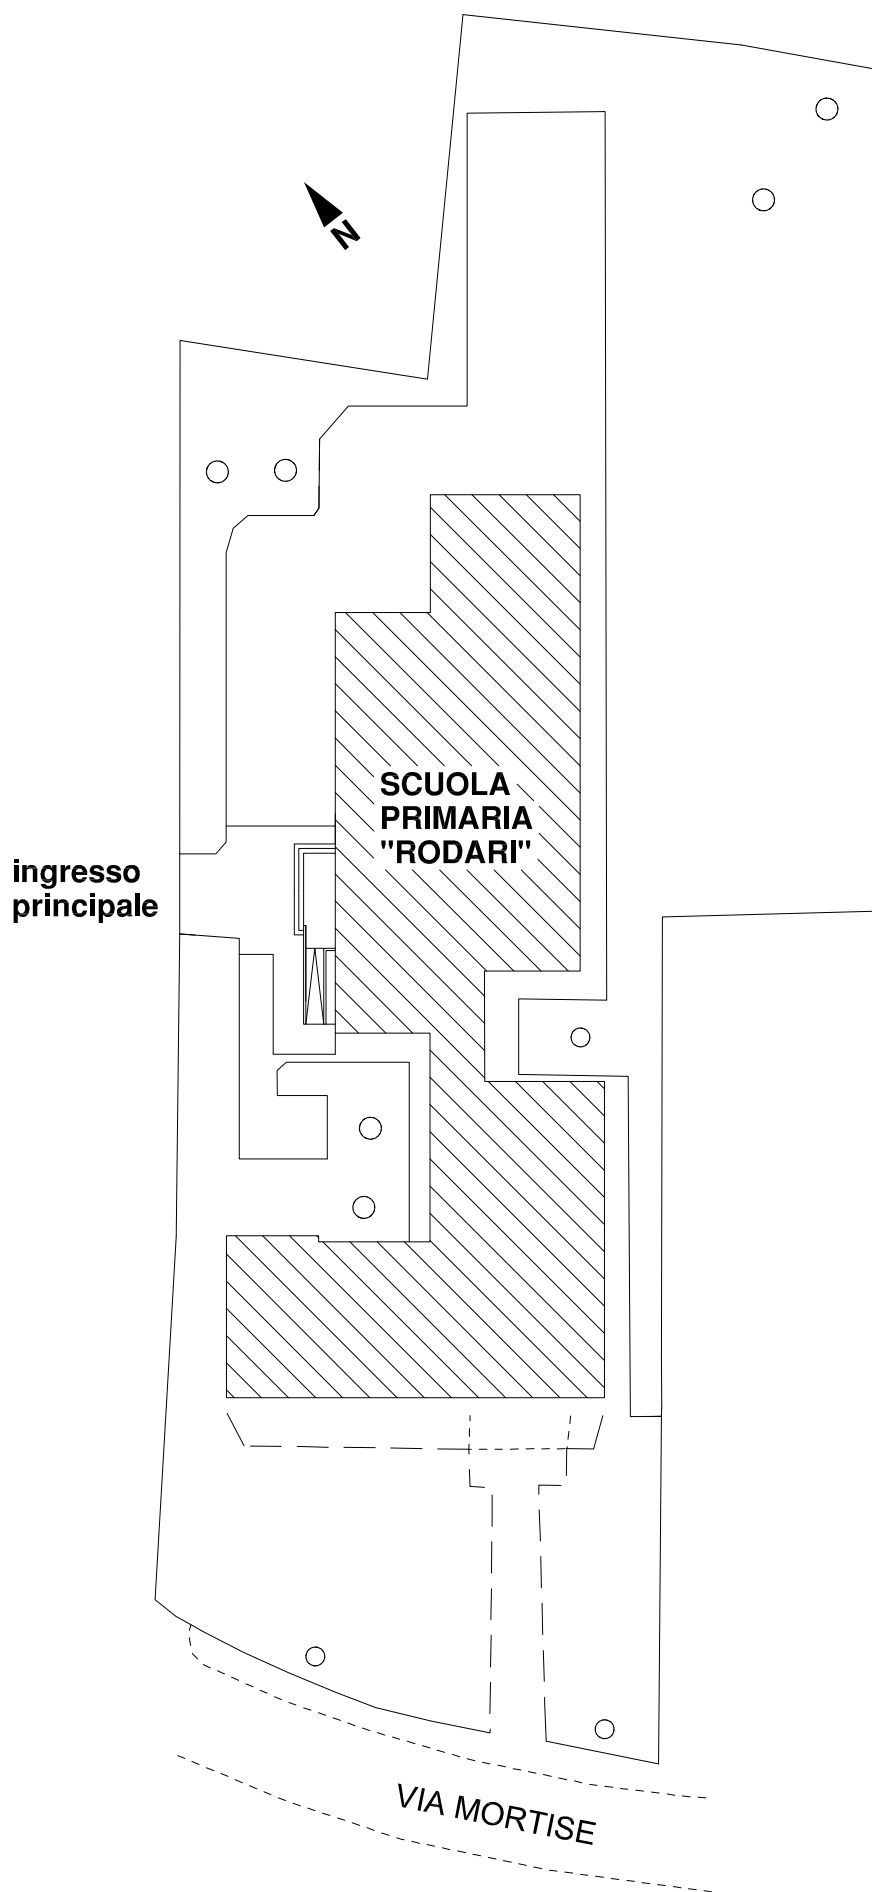 N
SCUOLA
PRIMARIA
"RODARI"
ingresso
principale
VIA MORTISE